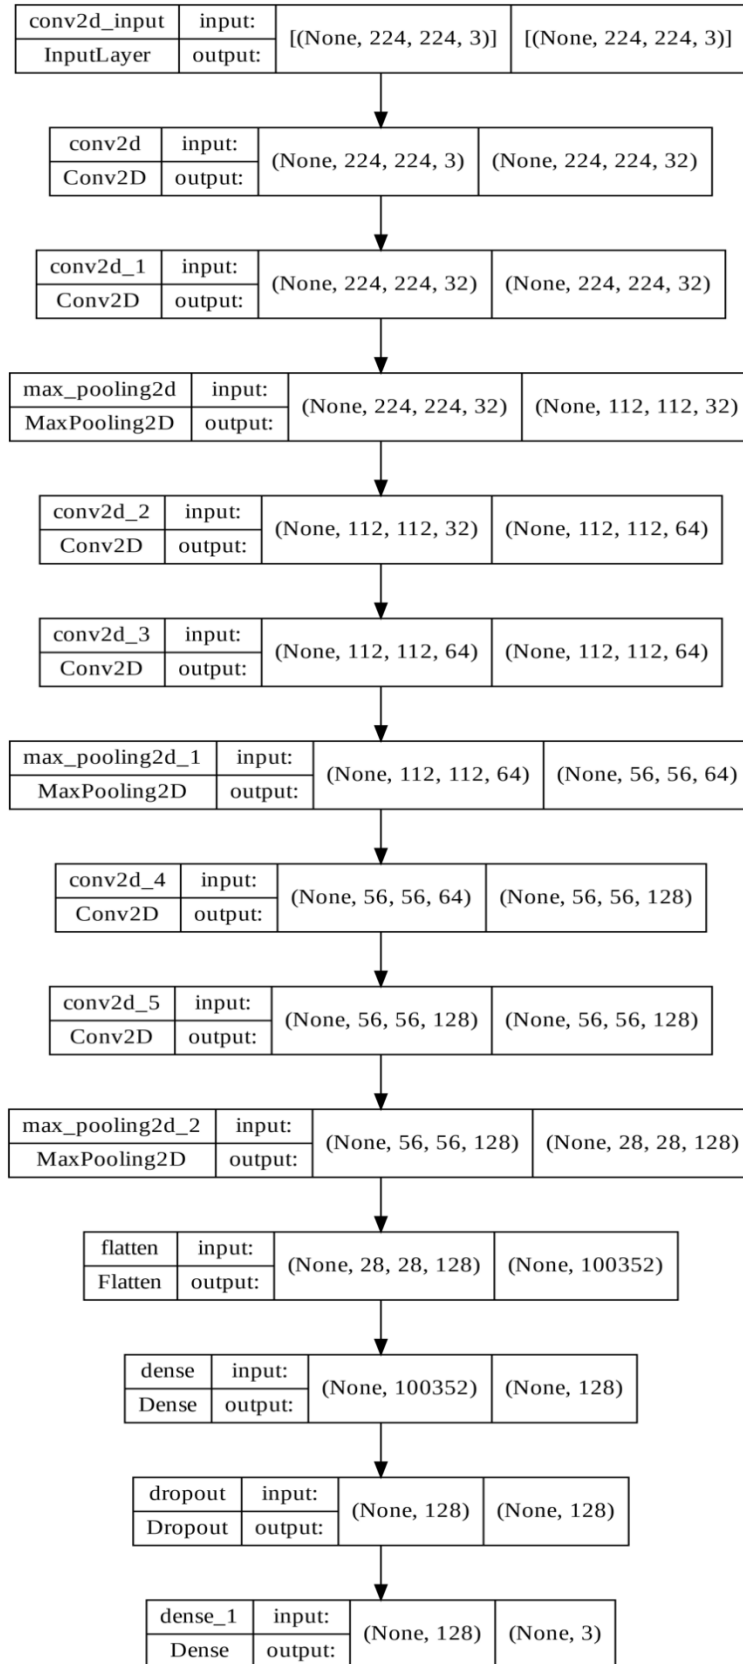 conv2d_input input: [(None, 224, 224, 3)] [(None, 224, 224, 3)]
InputLayer output:
conv2d input: (None, 224, 224, 3) (None, 224, 224, 32)
Conv2D output:
conv2d_1 input: (None, 224, 224, 32) (None, 224, 224, 32)
Conv2D output:
max_pooling2d input: (None, 224, 224, 32) (None, 112, 112, 32)
MaxPooling2D output:
conv2d_2 input: (None, 112, 112, 32) (None, 112, 112, 64)
Conv2D output:
conv2d_3 input: (None, 112, 112, 64) (None, 112, 112, 64)
Conv2D output:
max_pooling2d_1 input: (None, 112, 112, 64) (None, 56, 56, 64)
MaxPooling2D output:
conv2d_4 input: (None, 56, 56, 64) (None, 56, 56, 128)
Conv2D output:
conv2d_5 input: (None, 56, 56, 128) (None, 56, 56, 128)
Conv2D output:
max_pooling2d_2 input: (None, 56, 56, 128) (None, 28, 28, 128)
MaxPooling2D output:
flatten input: (None, 28, 28, 128) (None, 100352)
Flatten output:
dense input: (None, 100352) (None, 128)
Dense output:
dropout input: (None, 128) (None, 128)
Dropout output:
dense_1 input: (None, 128) (None, 3)
Dense output: